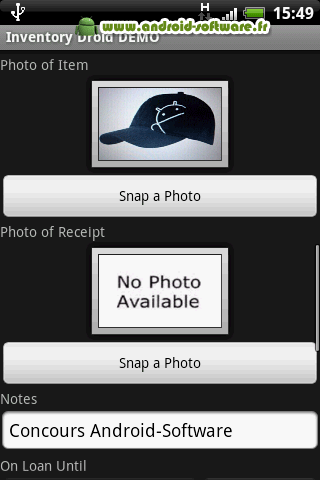 H 15:49
www.android-software.fr
Inventory Droid DEMO
Photo of Item
Snap a Photo
Photo of Receipt
No Photo
Available
Snap a Photo
Notes
Concours Android-Software
On Loan Until